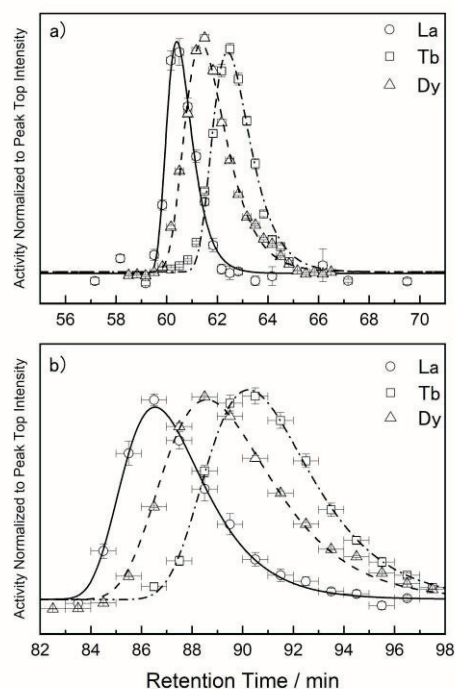 a)
La
Tb
Dy
Activity Normalized to Peak Top Intensity
56 58 60 62 64 66 68 70
b)
La
Tb
Dy
Activity Normalized to Peak Top Intensity
82 84 86 88 90 92 94 96 98
Retention Time / min